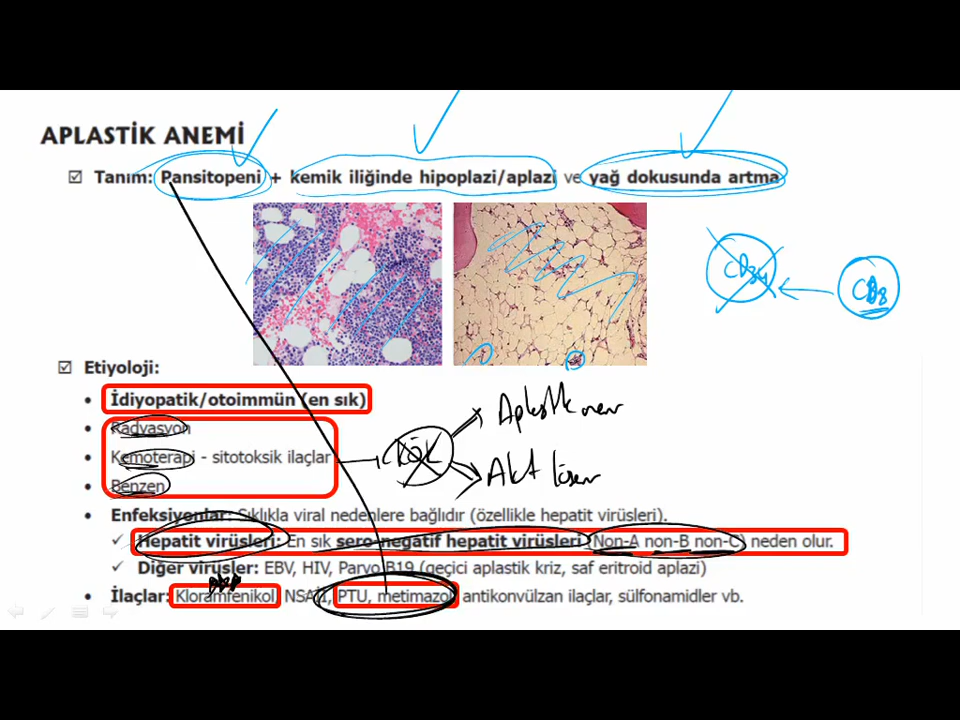 APLASTİK ANEMİ
Tanım: Pansitopeni + kemik iliğinde hipoplazi/aplazi ve yağ dokusunda artma
CD34
CD8
Etiyoloji:
İdiyopatik/otoimmün (en sık)
Radyasyon
Kemoterapi - sitotoksik ilaçlar
Benzen
KÖK
Aplastik
Akt
Enfeksiyonlar: Sıklıkla viral nedenlere bağlıdır (özellikle hepatit virüsleri).
Hepatit virüsleri: En sık sero-negatif hepatit virüsleri Non-A non-B non-C neden olur.
Diğer virüsler: EBV, HIV, Parvo B19 (geçici aplastik kriz, saf eritroid aplazi)
İlaçlar: Kloramfenikol, NSAİİ, PTU, metimazol antikonvülzan ilaçlar, sülfonamidler vb.